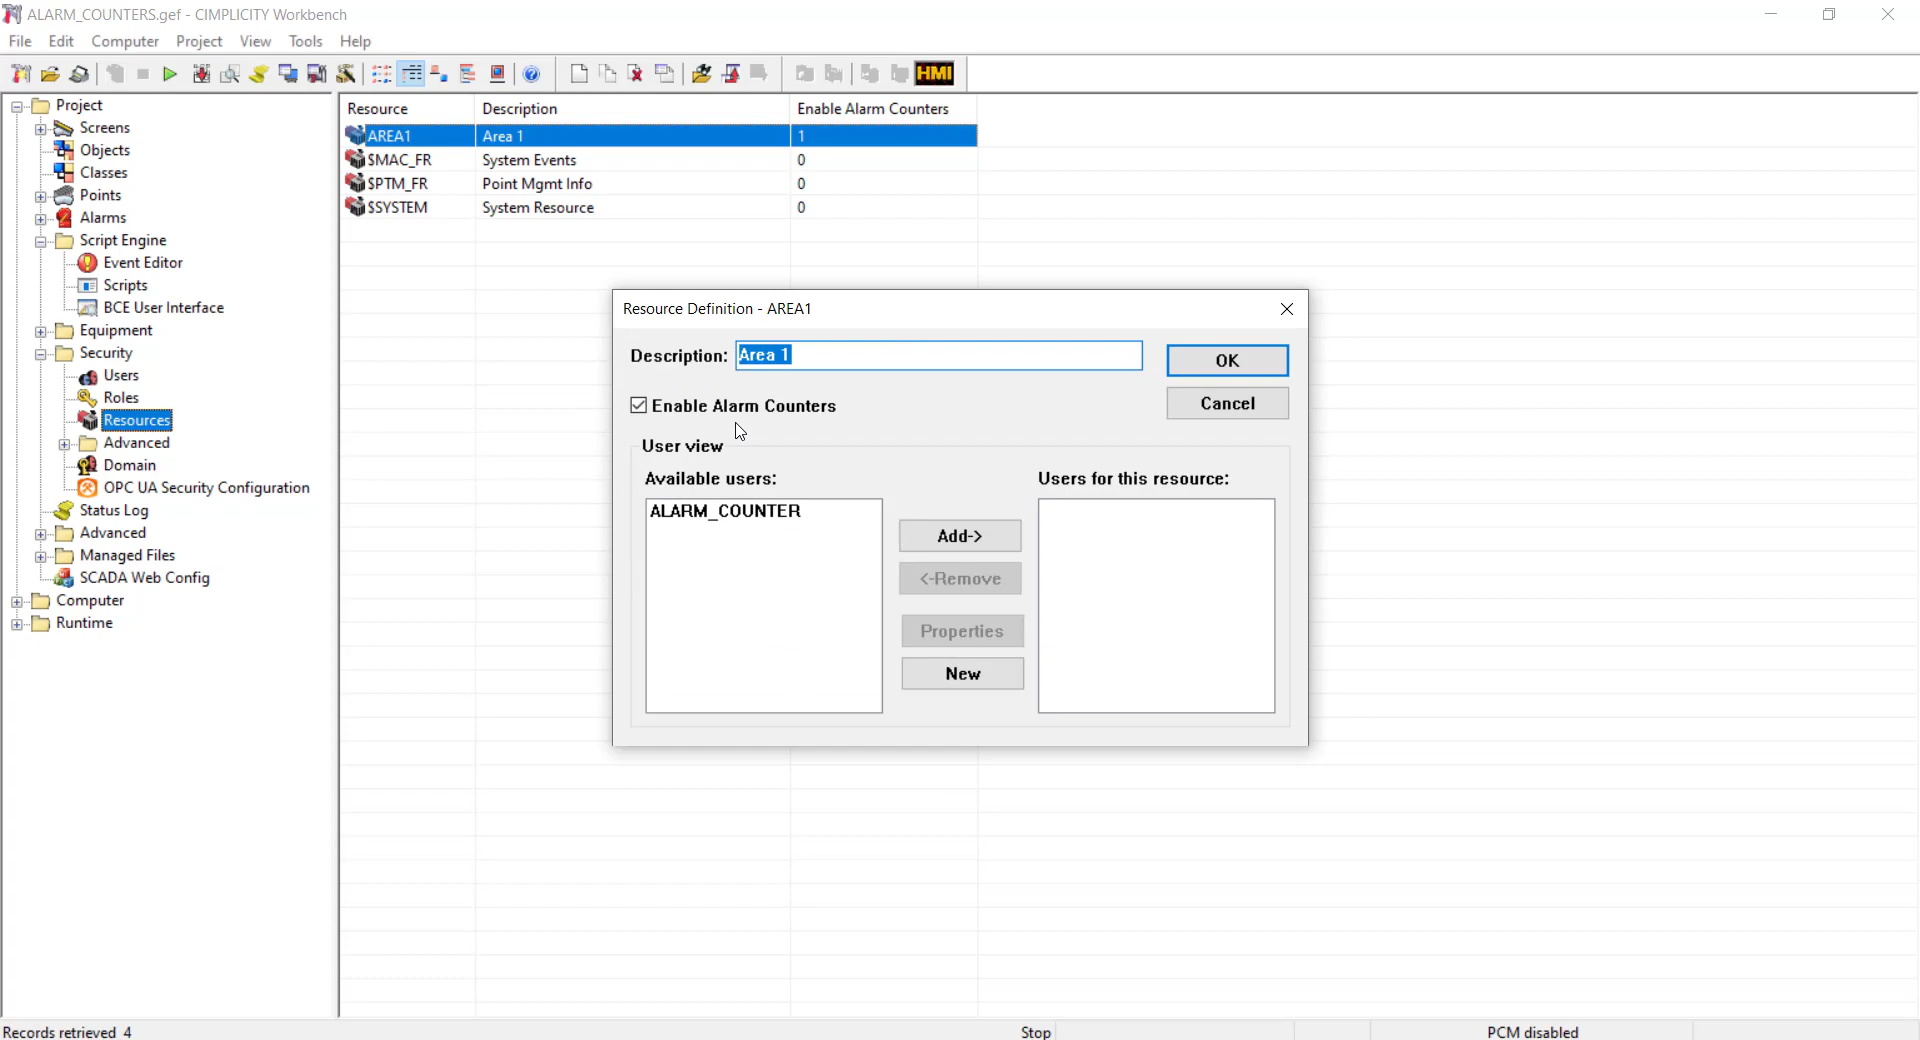 ALARM_COUNTERS.gef - CIMPLICITY Workbench
File Edit Computer Project View Tools Help
HMI
Project
Screens
Objects
Classes
Points
Alarms
Script Engine
Event Editor
Scripts
BCE User Interface
Equipment
Security
Users
Roles
Resources
Advanced
Domain
OPC UA Security Configuration
Status Log
Advanced
Managed Files
SCADA Web Config
Computer
Runtime
Resource Description Enable Alarm Counters
AREA1 Area 1 1
$MAC_FR System Events 0
$PTM_FR Point Mgmt Info 0
$SYSTEM System Resource 0
Resource Definition - AREA1
Description: Area 1
OK
Enable Alarm Counters
Cancel
User view
Available users:
Users for this resource:
ALARM_COUNTER
Add->
<-Remove
Properties
New
Records retrieved 4
Stop
PCM disabled